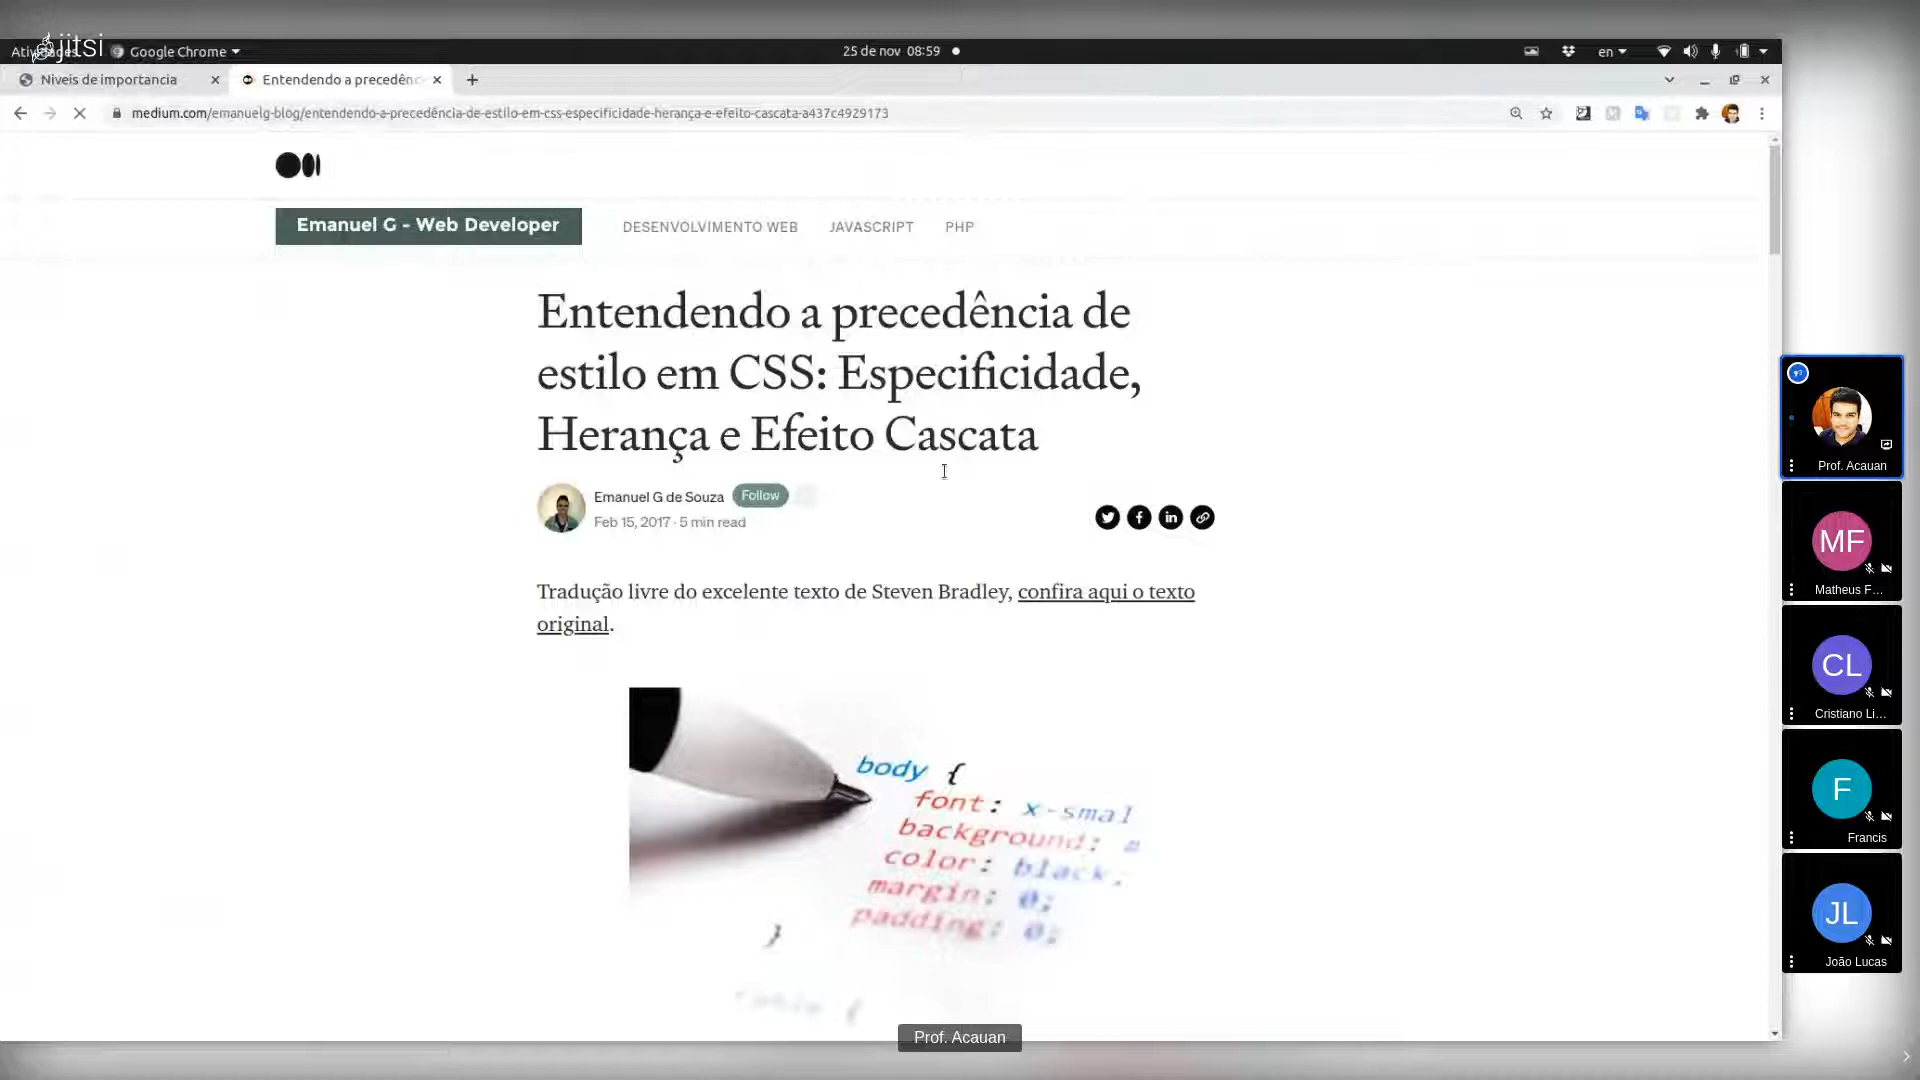 jitsi
Google Chrome
25 de nov 08:59
en
Niveis de importancia
Entendendo a precedênc
medium.com/emanuelg-blog/entendendo-a-precedência-de-estilo-em-css-especificidade-herança-e-efeito-cascata-a437c4929173
Emanuel G - Web Developer
DESENVOLVIMENTO WEB
JAVASCRIPT
PHP
Entendendo a precedência de
estilo em CSS: Especificidade,
Herança e Efeito Cascata
Emanuel G de Souza
Follow
Feb 15, 2017 · 5 min read
Tradução livre do excelente texto de Steven Bradley, confira aqui o texto
original.
body {
font: x-smal
background:
color: black;
margin: 0;
padding: 0;
}
Prof. Acauan
MF
Matheus F...
CL
Cristiano Li...
F
Francis
JL
João Lucas
Prof. Acauan